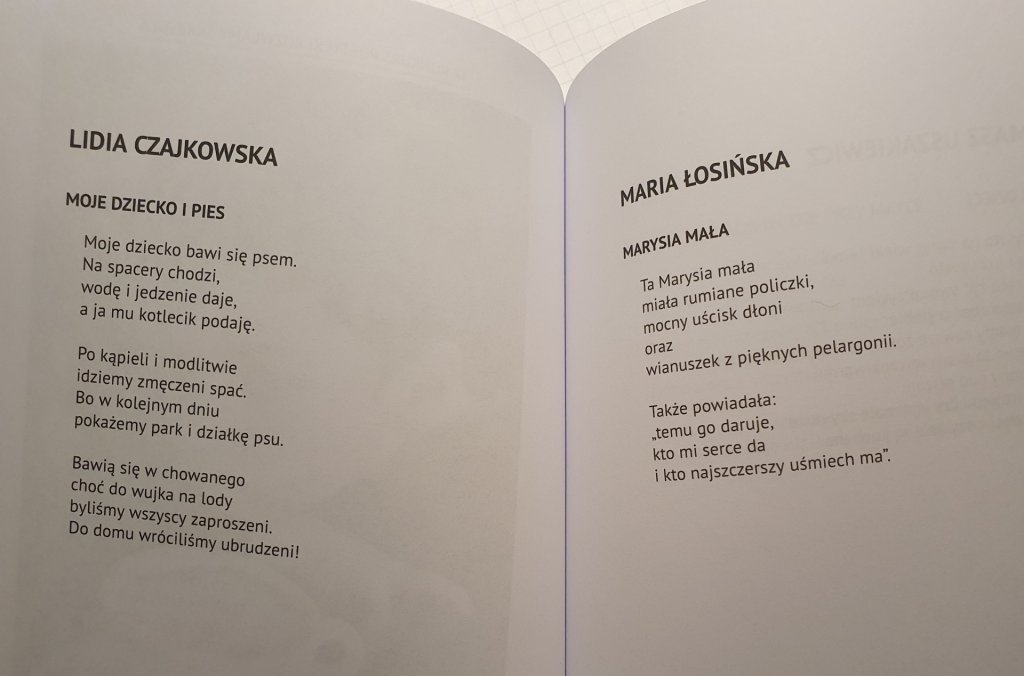 LIDIA CZAJKOWSKA
MOJE DZIECKO I PIES
Moje dziecko bawi się psem.
Na spacery chodzi,
wodę i jedzenie daje,
a ja mu kotlecik podaję.
Po kąpieli i modlitwie
idziemy zmęczeni spać.
Bo w kolejnym dniu
pokażemy park i działkę psu.
Bawią się w chowanego
choć do wujka na lody
byliśmy wszyscy zaproszeni.
Do domu wróciliśmy ubrudzeni!
MARIA ŁOSIŃSKA
MARYSIA MAŁA
Ta Marysia mała
miała rumiane policzki,
mocny uścisk dłoni
oraz
wianuszek z pięknych pelargonii.
Także powiadała:
„temu go daruje,
kto mi serce da
i kto najszczerszy uśmiech ma”.